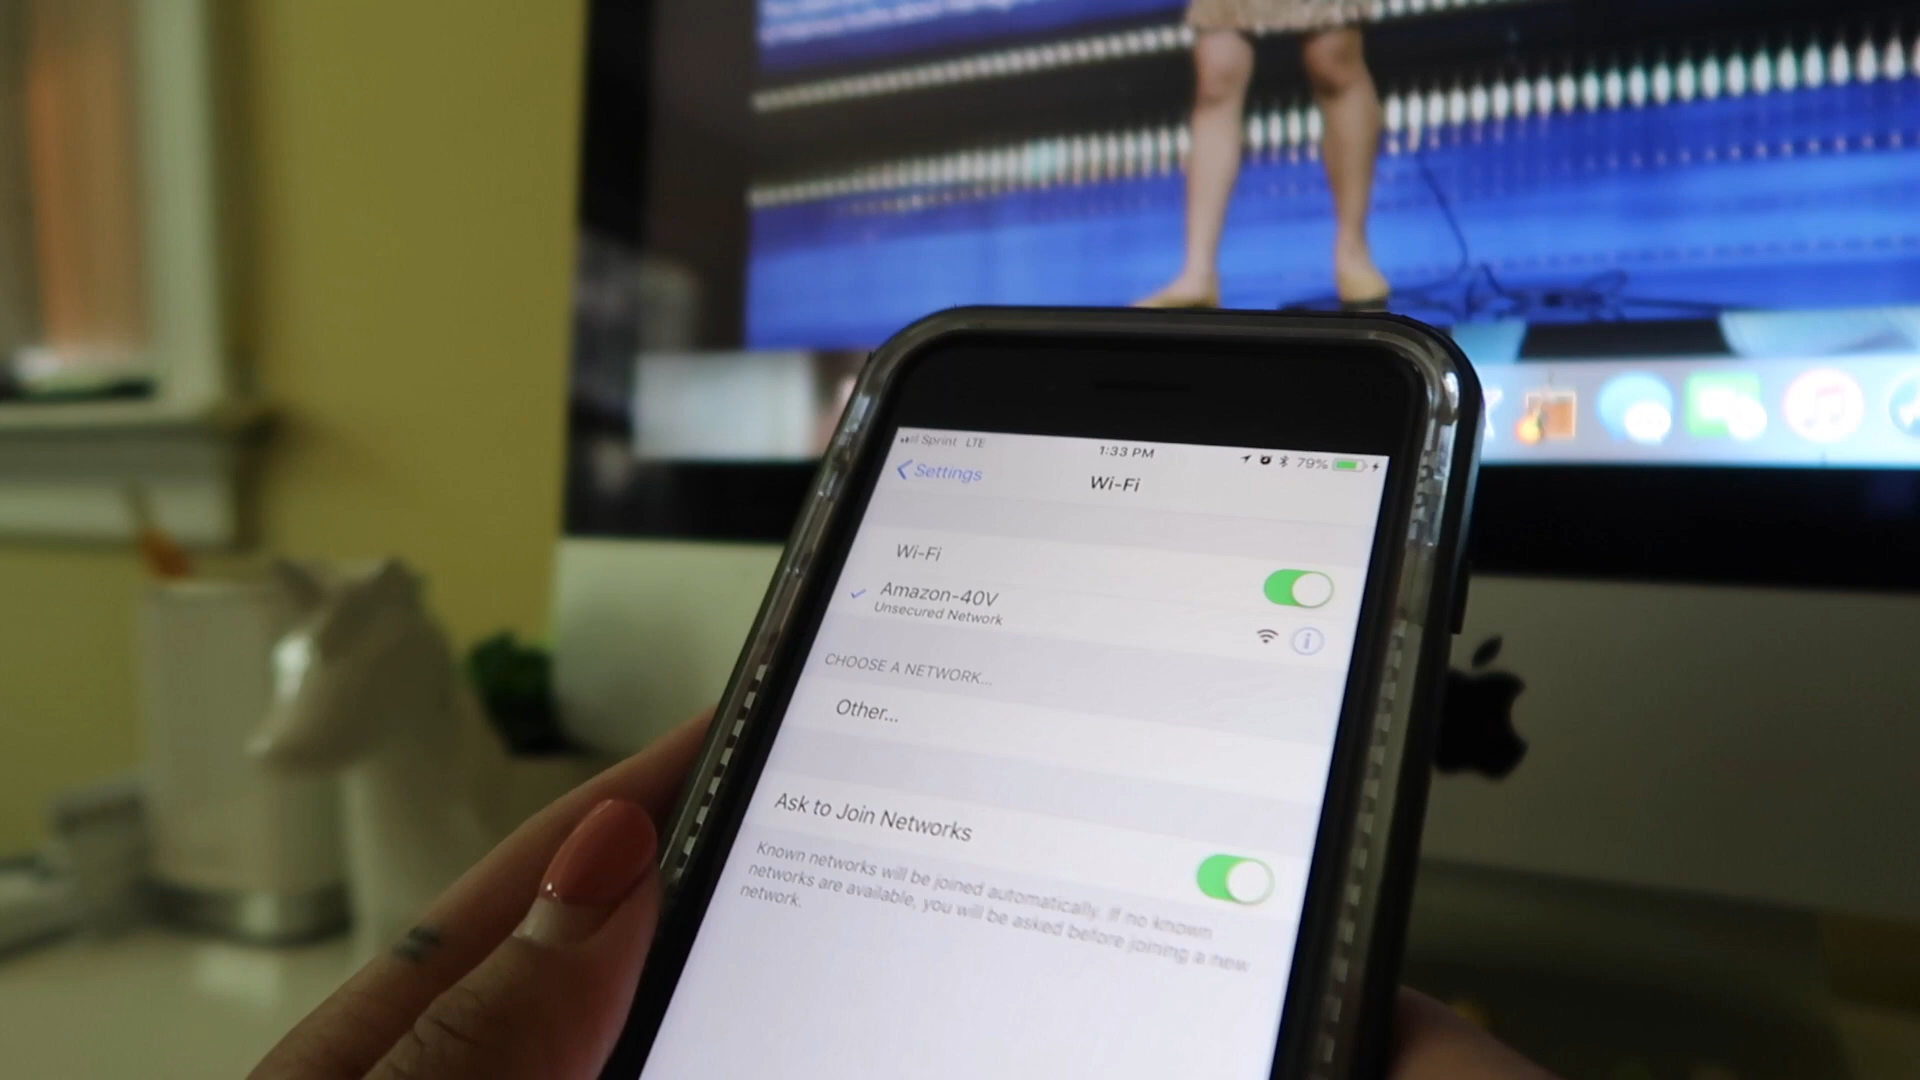 Sprint LTE 1:33 PM 79%
Settings
Wi-Fi
Wi-Fi
Amazon-40V
Unsecured Network
CHOOSE A NETWORK...
Other...
Ask to Join Networks
Known networks will be joined automatically. If no known
networks are available, you will be asked before joining a new
network.